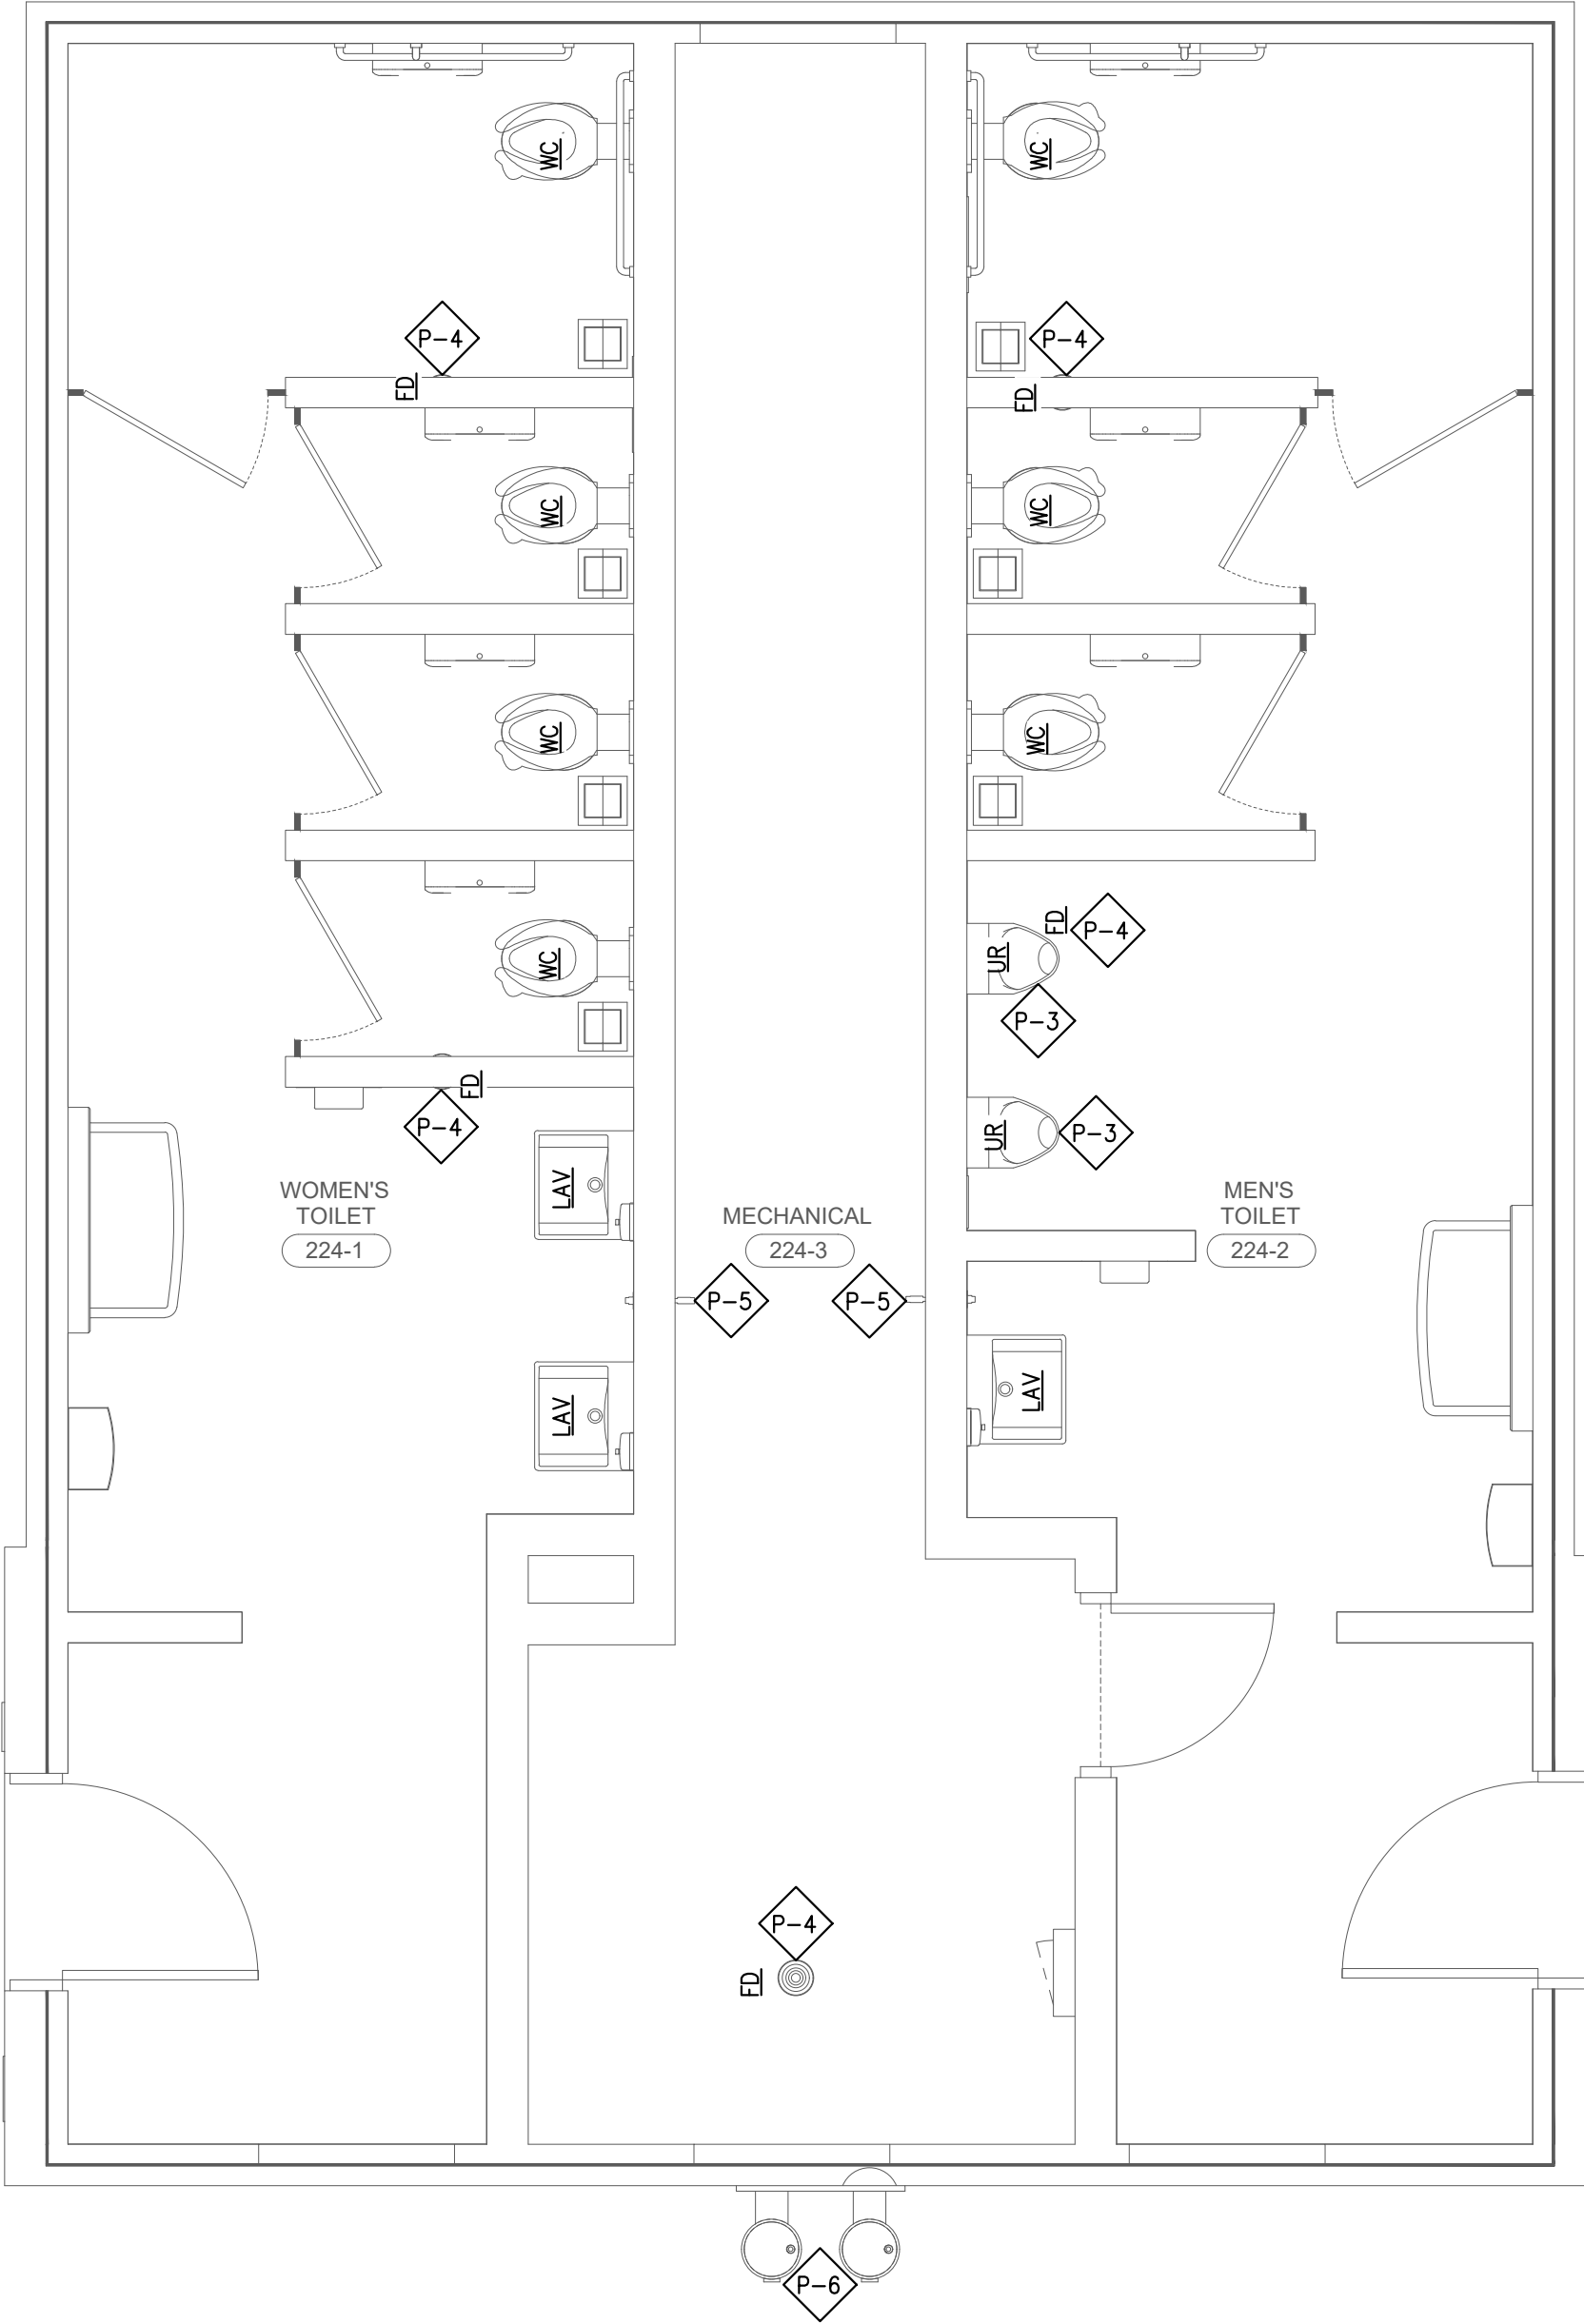 WC
WC
P-4
P-4
FD
FD
WC
WC
WC
WC
WC
FD
P-4
UR
P-3
FD
P-4
UR
P-3
LAV
WOMEN'S
TOILET
224-1
MECHANICAL
224-3
MEN'S
TOILET
224-2
P-5
P-5
LAV
LAV
P-4
FD
P-6